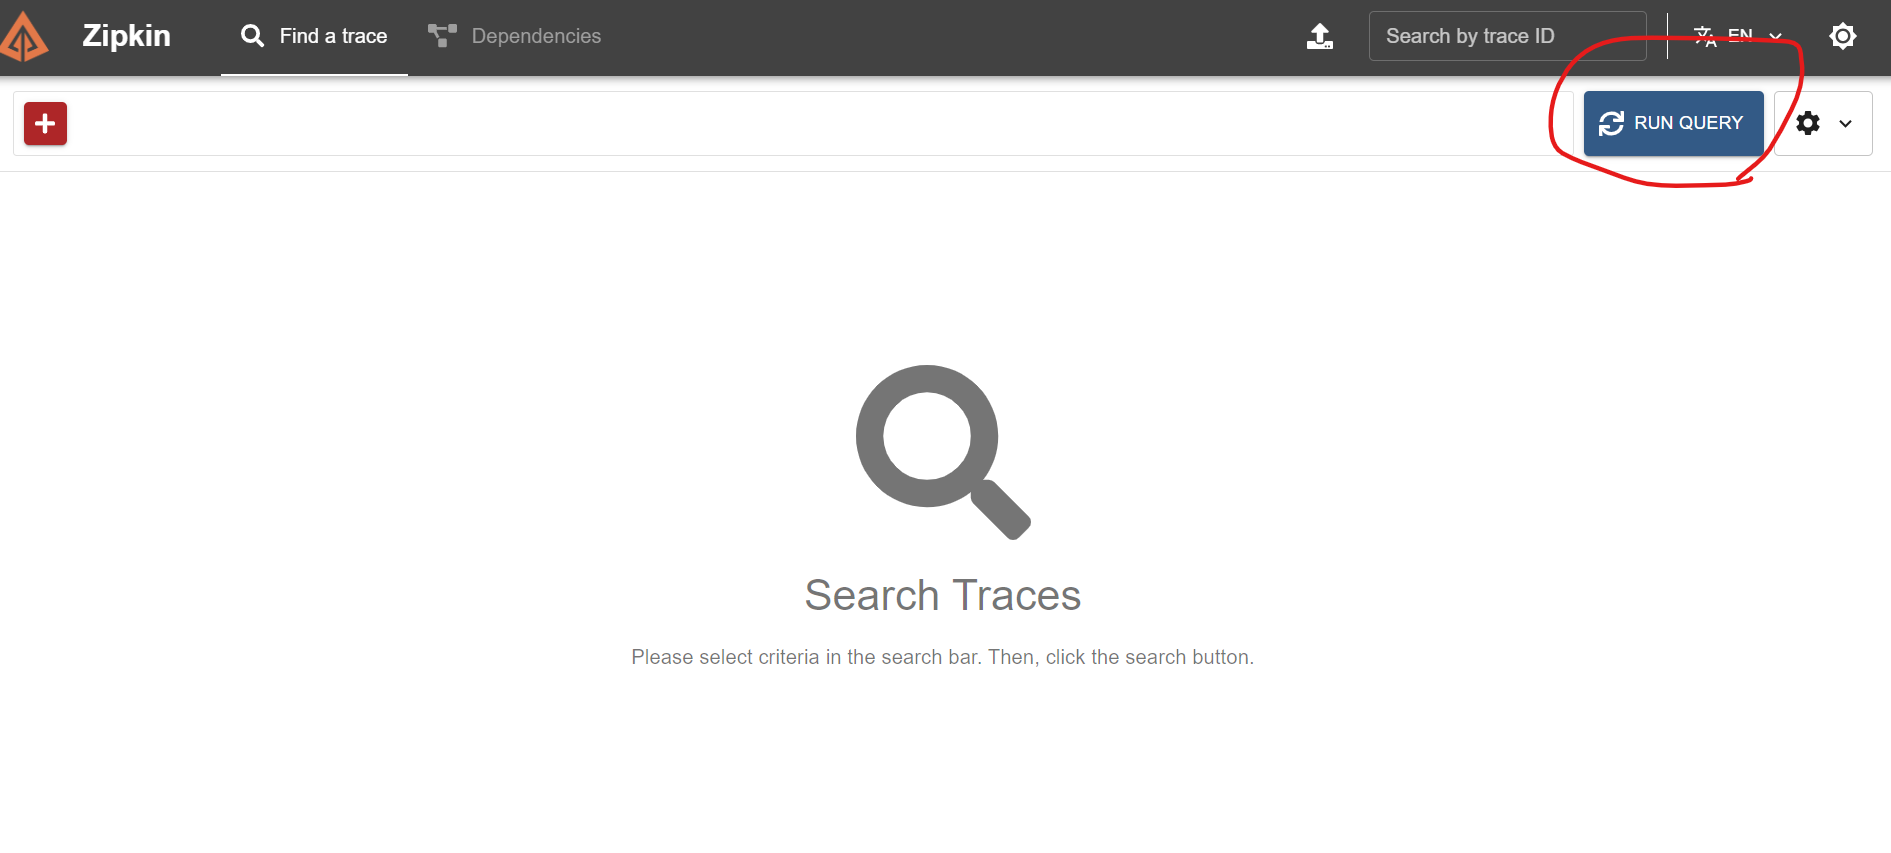 Zipkin
Find a trace
Dependencies
Search by trace ID
EN
RUN QUERY
Search Traces
Please select criteria in the search bar. Then, click the search button.